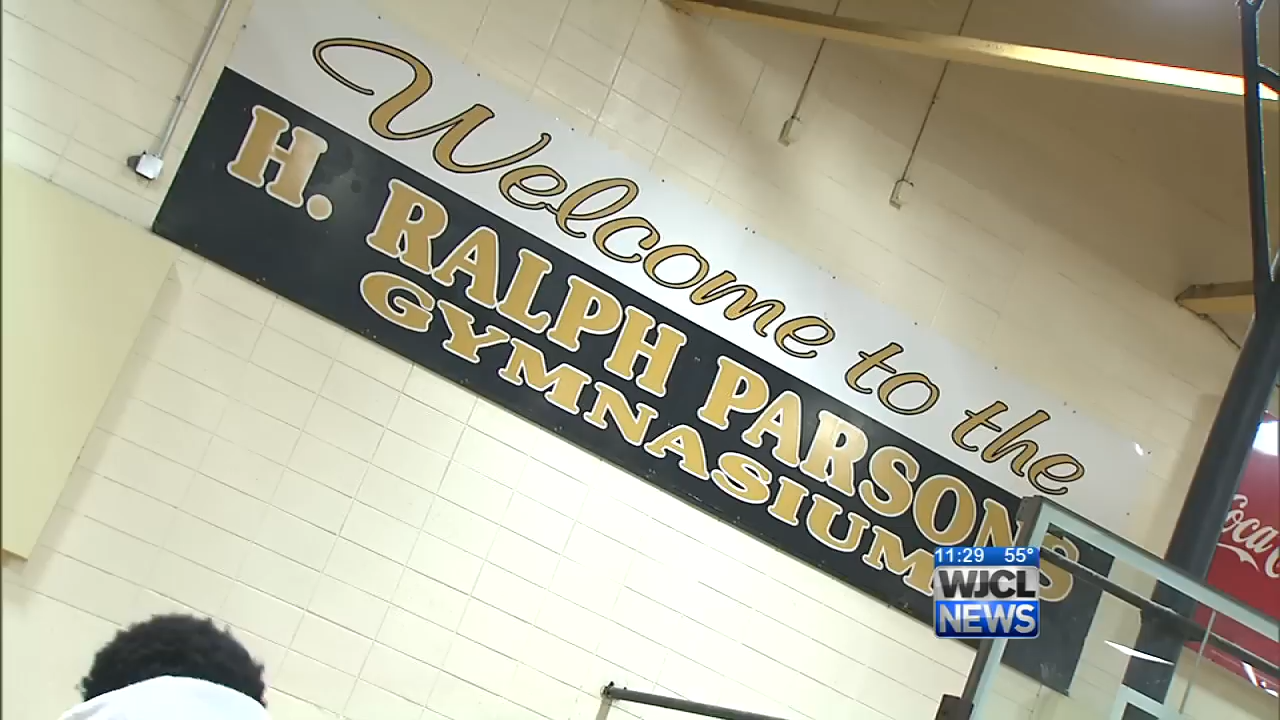 Welcome to the
H. RALPH PARSONS
GYMNASIUM
11:29 55°
WJCL
NEWS